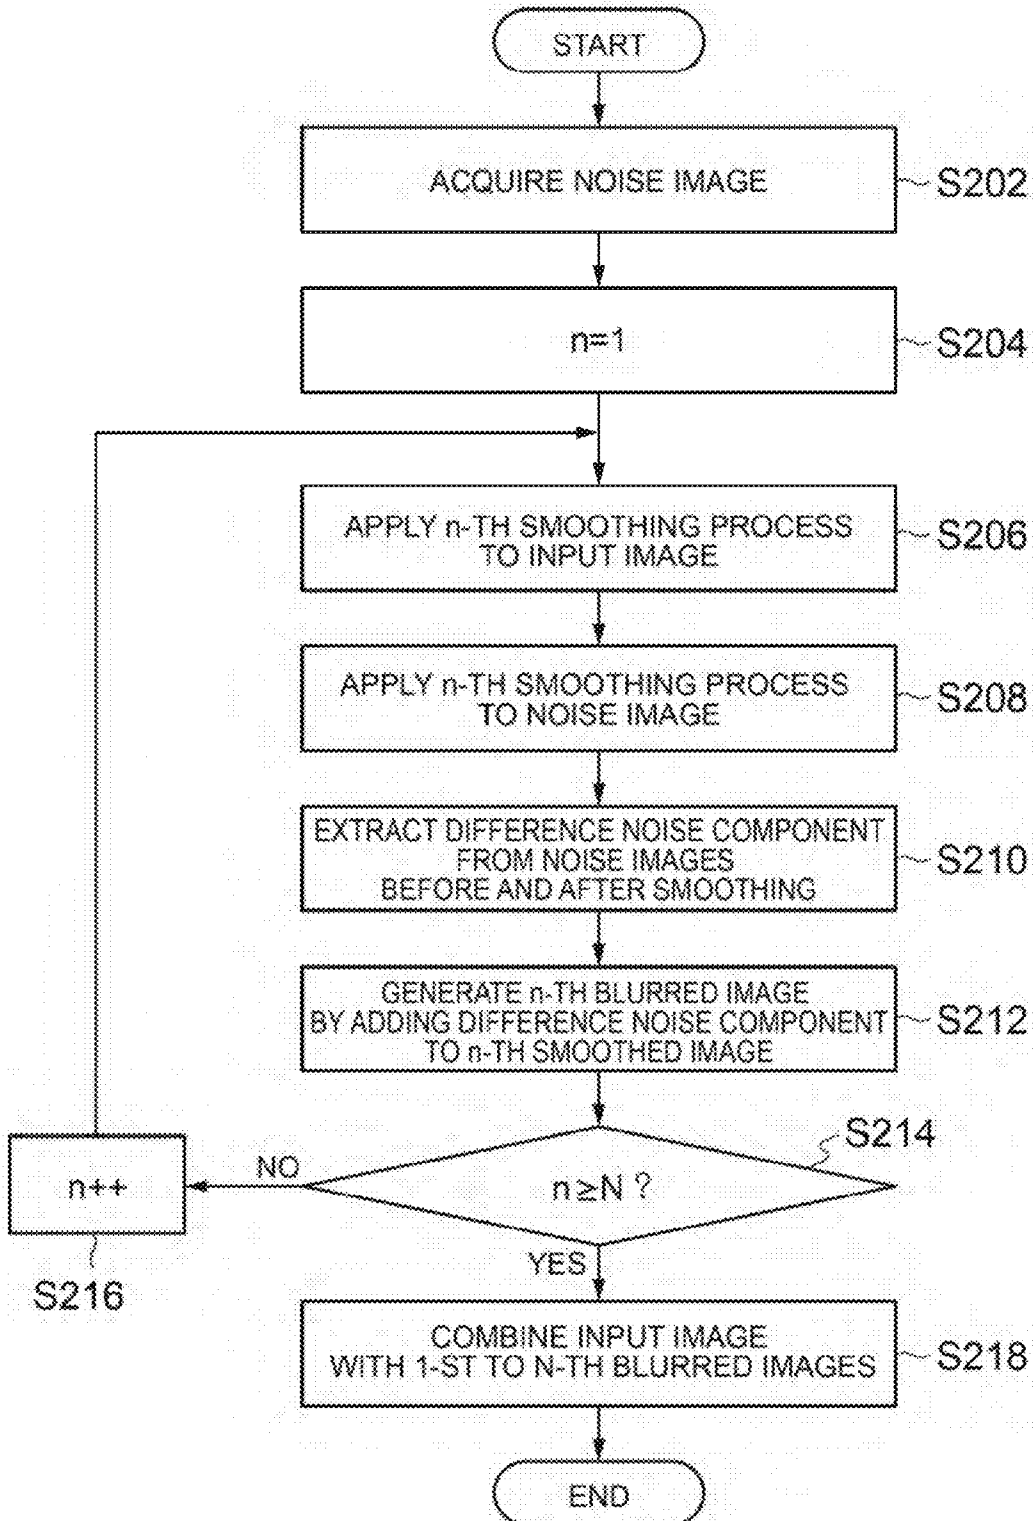 START
ACQUIRE NOISE IMAGE
S202
n=1
S204
APPLY n-TH SMOOTHING PROCESS
TO INPUT IMAGE
S206
APPLY n-TH SMOOTHING PROCESS
TO NOISE IMAGE
S208
EXTRACT DIFFERENCE NOISE COMPONENT
FROM NOISE IMAGES
BEFORE AND AFTER SMOOTHING
S210
GENERATE n-TH BLURRED IMAGE
BY ADDING DIFFERENCE NOISE COMPONENT
TO n-TH SMOOTHED IMAGE
S212
S214
n≥N ?
NO
n++
S216
YES
COMBINE INPUT IMAGE
WITH 1-ST TO N-TH BLURRED IMAGES
S218
END